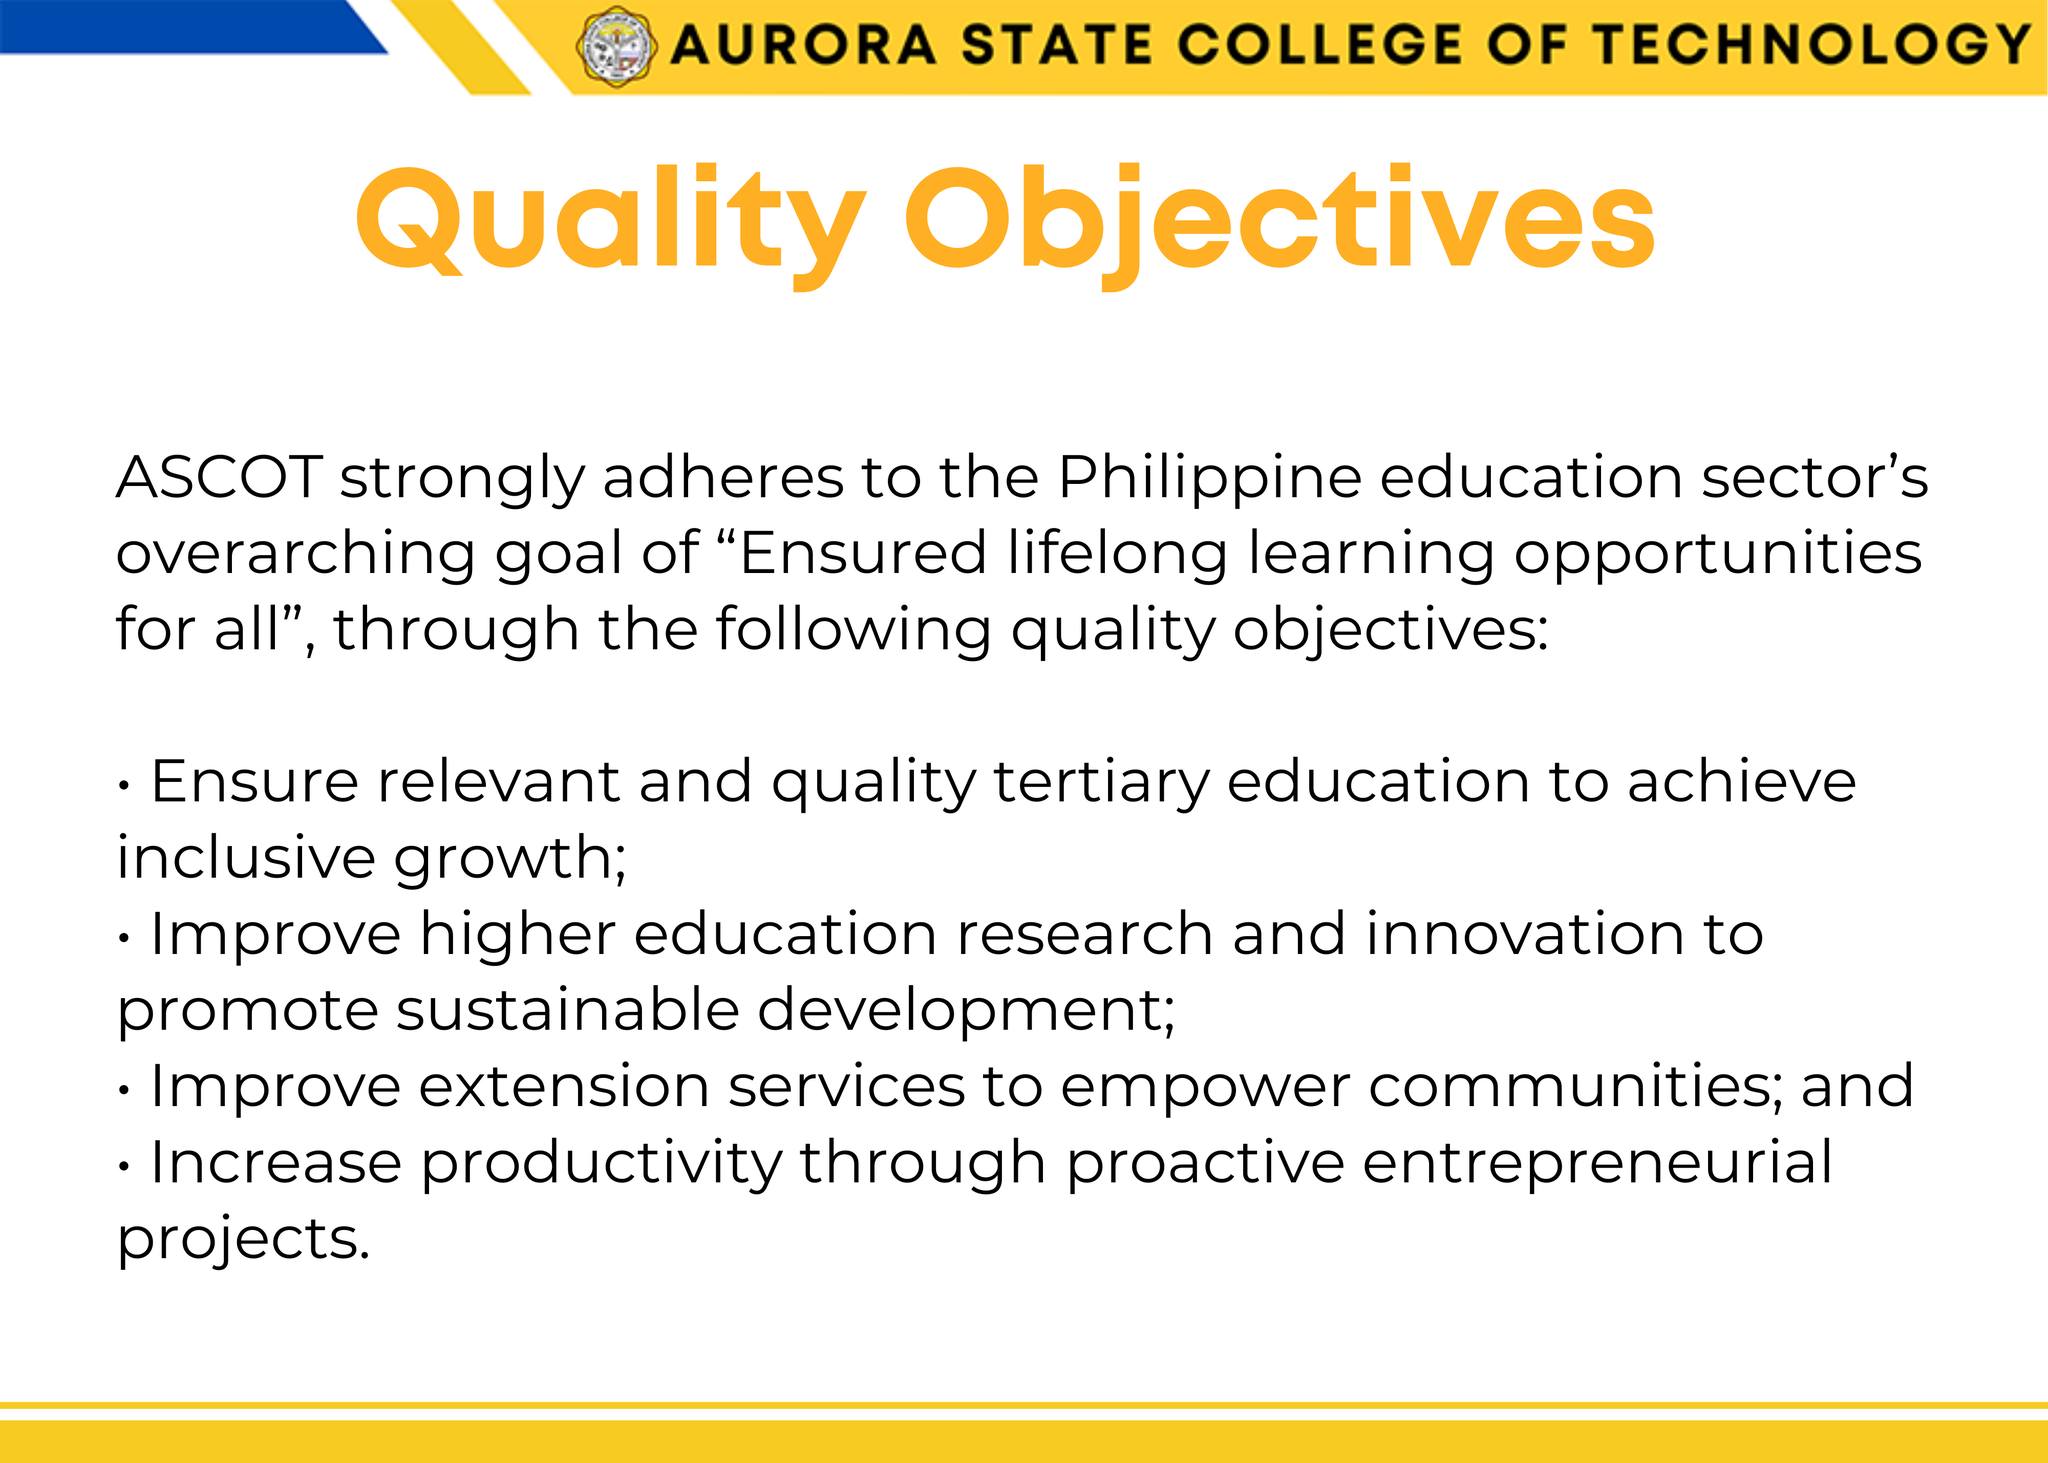 AURORA STATE COLLEGE OF TECHNOLOGY
Quality Objectives
ASCOT strongly adheres to the Philippine education sector’s
overarching goal of “Ensured lifelong learning opportunities
for all”, through the following quality objectives:
• Ensure relevant and quality tertiary education to achieve
inclusive growth;
• Improve higher education research and innovation to
promote sustainable development;
• Improve extension services to empower communities; and
• Increase productivity through proactive entrepreneurial
projects.